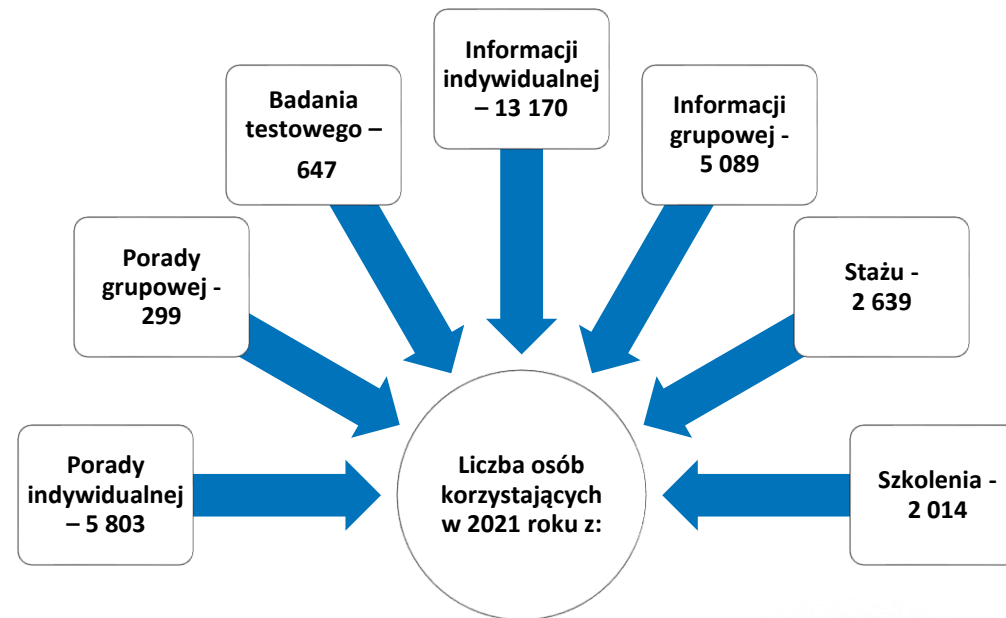 Informacji
indywidualnej
– 13 170
Badania
testowego –
647
Informacji
grupowej -
5 089
Porady
grupowej -
299
Stażu -
2 639
Porady
indywidualnej
– 5 803
Liczba osób
korzystających
w 2021 roku z:
Szkolenia -
2 014